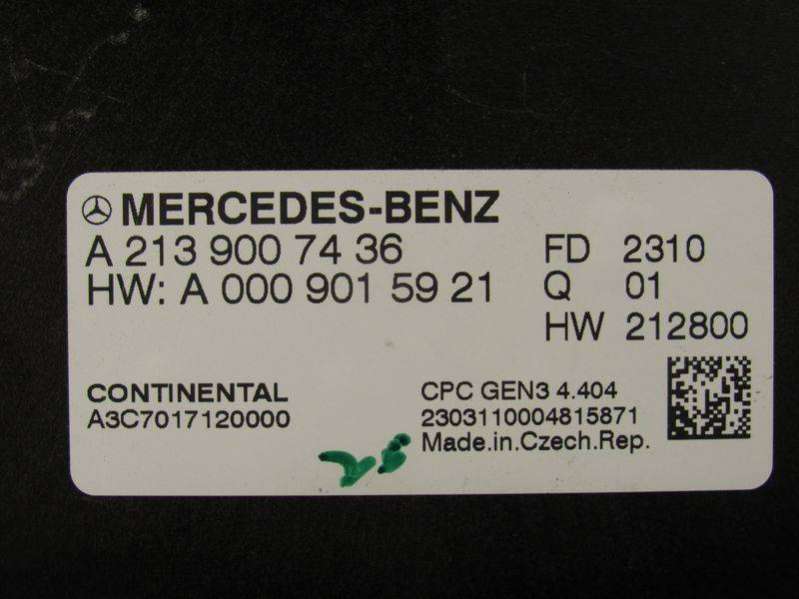 MERCEDES-BENZ
A 213 900 74 36
HW: A 000 901 59 21
FD 2310
Q 01
HW 212800
CONTINENTAL
A3C7017120000
CPC GEN3 4.404
2303110004815871
Made.in.Czech.Rep.